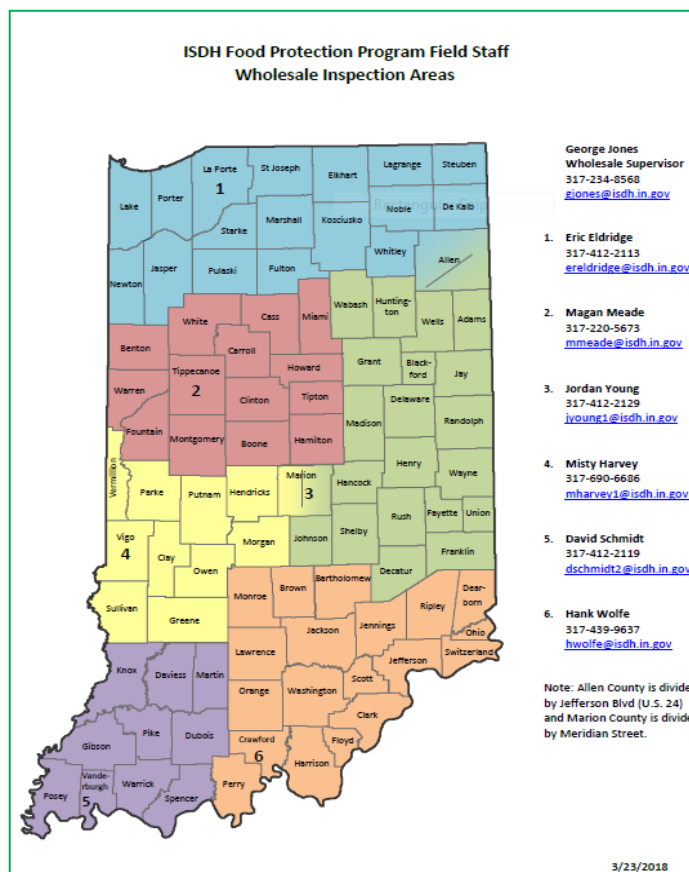 ISDH Food Protection Program Field Staff
Wholesale Inspection Areas
George Jones
Wholesale Supervisor
317-234-8568
gjones@isdh.in.gov
1. Eric Eldridge
317-412-2113
ereldridge@isdh.in.gov
2. Magan Meade
317-220-5673
mmeade@isdh.in.gov
3. Jordan Young
317-412-2129
jyoung1@isdh.in.gov
4. Misty Harvey
317-690-6686
mharvey1@isdh.in.gov
5. David Schmidt
317-412-2119
dschmidt2@isdh.in.gov
6. Hank Wolfe
317-439-9637
hwolfe@isdh.in.gov
Note: Allen County is divide
by Jefferson Blvd (U.S. 24)
and Marion County is divide
by Meridian Street.
La Porte
St Joseph
Elkhart
Lagrange
Steuben
1
Lake
Porter
Rectangular Snip
Noble
De Kalb
Starke
Marshall
Kosciusko
Whitley
Allen
Newton
Jasper
Pulaski
Fulton
White
Cass
Miami
Wabash
Hunting-
ton
Wells
Adams
Benton
Carroll
Tippecanoe
2
Howard
Grant
Black-
ford
Jay
Warren
Clinton
Tipton
Delaware
Madison
Randolph
Fountain
Montgomery
Boone
Hamilton
Henry
Wayne
Vermillion
Parke
Putnam
Hendricks
Marion
3
Hancock
Rush
Fayette
Union
Vigo
4
Clay
Owen
Morgan
Johnson
Shelby
Franklin
Decatur
Sullivan
Greene
Monroe
Brown
Bartholomew
Jennings
Ripley
Dear-
born
Ohio
Switzerland
Jackson
Lawrence
Jefferson
Knox
Daviess
Martin
Orange
Washington
Scott
Clark
Gibson
Pike
Dubois
Crawford
6
Floyd
Harrison
Posey
Vande-
rburgh
5
Warrick
Spencer
Perry
3/23/2018